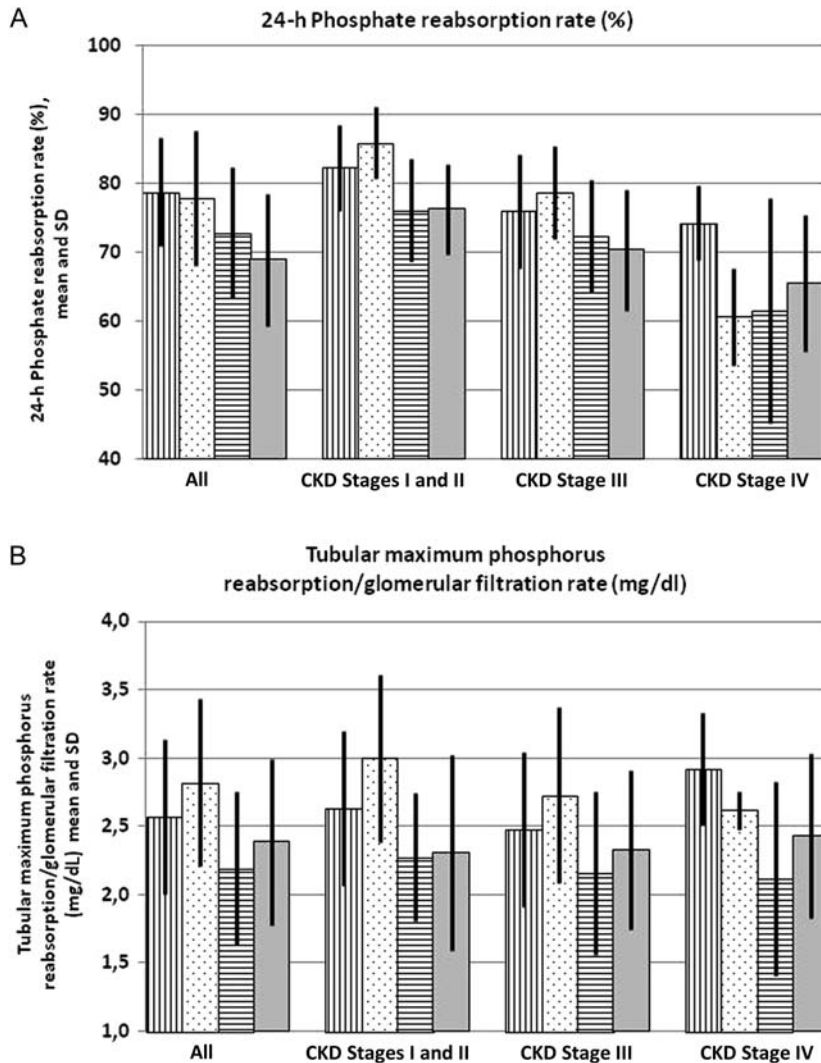 A
24-h Phosphate reabsorption rate (%)
24-h Phosphate reabsorption rate (%),
mean and SD
100
90
80
70
60
50
40
All
CKD Stages I and II
CKD Stage III
CKD Stage IV
B
Tubular maximum phosphorus
reabsorption/glomerular filtration rate (mg/dl)
Tubular maximum phosphorus
reabsorption/glomerular filtration rate
(mg/dL) mean and SD
4,0
3,5
3,0
2,5
2,0
1,5
1,0
All
CKD Stages I and II
CKD Stage III
CKD Stage IV